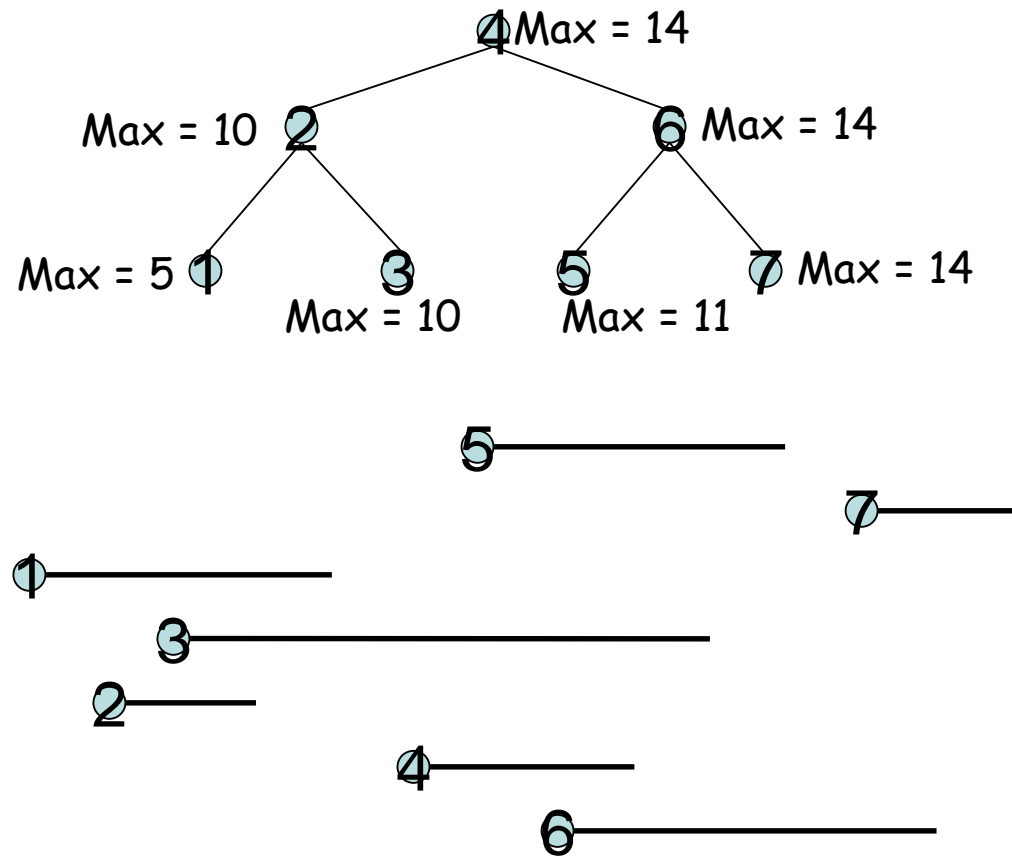 4 Max = 14
Max = 10 2 6 Max = 14
Max = 5 1 3 5 7 Max = 14
Max = 10 Max = 11
5
7
1
3
2
4
6